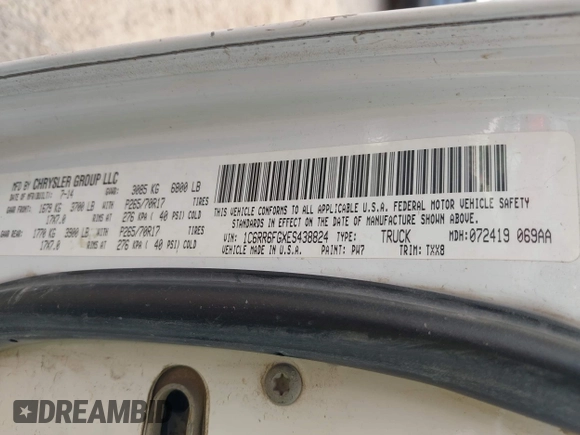 MFD BY CHRYSLER GROUP LLC
DATE OF MFR/BUILT: 7-14 GVWR: 3085 KG 6800 LB
GAWR FRONT: 1679 KG 3700 LB WITH P265/70R17 TIRES
17X7.0 RIMS AT 276 KPA ( 40 PSI) COLD
GAWR REAR: 1770 KG 3900 LB WITH P265/70R17 TIRES
17X7.0 RIMS AT 276 KPA ( 40 PSI) COLD
THIS VEHICLE CONFORMS TO ALL APPLICABLE U.S.A. FEDERAL MOTOR VEHICLE SAFETY
STANDARDS IN EFFECT ON THE DATE OF MANUFACTURE SHOWN ABOVE.
VIN: 1C6RR6FGXES438824 TYPE: TRUCK MDH: 072419 069AA
VEHICLE MADE IN U.S.A. PAINT: PW7 TRIM: TXX8
DREAMBID